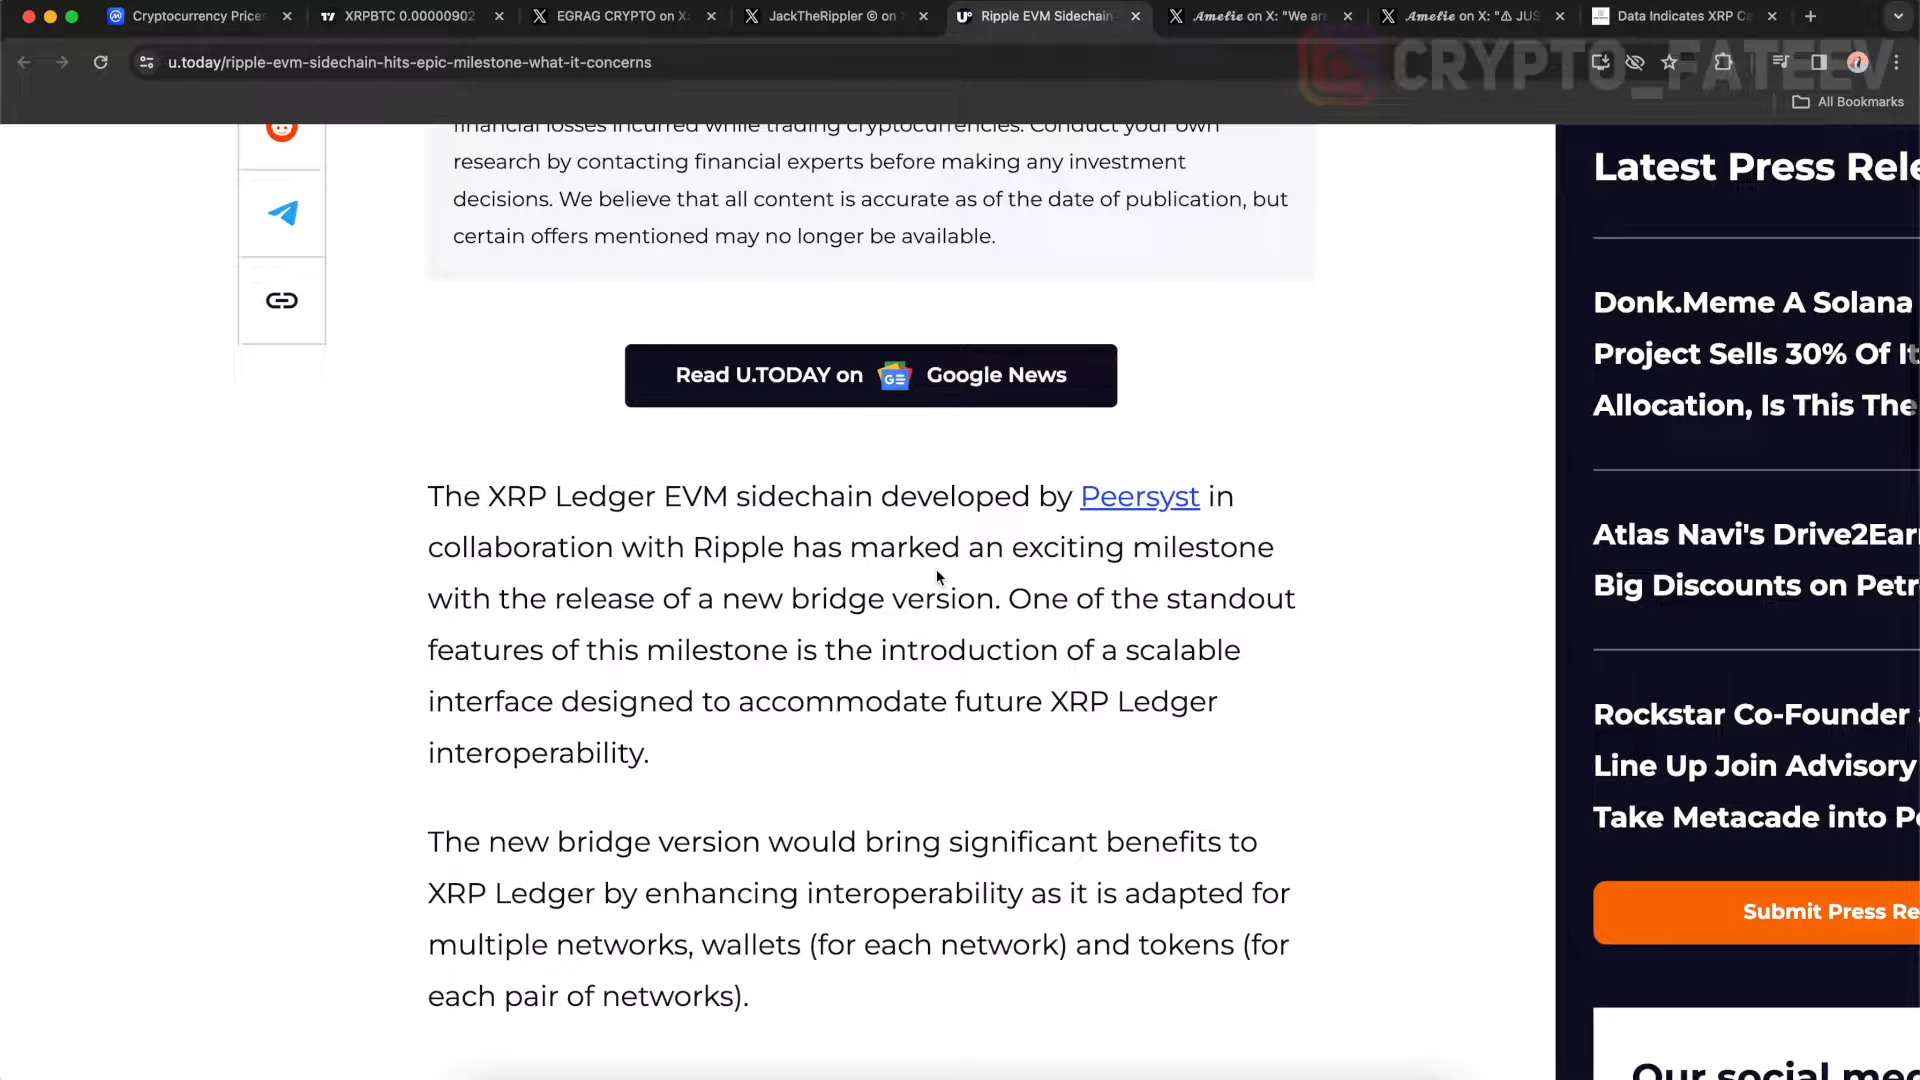 Cryptocurrency Prices
XRPBTC 0.00000902
EGRAG CRYPTO on X
JackTheRippler © on
Ripple EVM Sidechain
Amelie on X: "We are
Amelie on X: "⚠ JUS
Data Indicates XRP Ca
u.today/ripple-evm-sidechain-hits-epic-milestone-what-it-concerns
CRYPTO_FATEEV
All Bookmarks
financial losses incurred while trading cryptocurrencies. Conduct your own
research by contacting financial experts before making any investment
decisions. We believe that all content is accurate as of the date of publication, but
certain offers mentioned may no longer be available.
Read U.TODAY on Google News
The XRP Ledger EVM sidechain developed by Peersyst in
collaboration with Ripple has marked an exciting milestone
with the release of a new bridge version. One of the standout
features of this milestone is the introduction of a scalable
interface designed to accommodate future XRP Ledger
interoperability.
The new bridge version would bring significant benefits to
XRP Ledger by enhancing interoperability as it is adapted for
multiple networks, wallets (for each network) and tokens (for
each pair of networks).
Latest Press Rele
Donk.Meme A Solana
Project Sells 30% Of It
Allocation, Is This The
Atlas Navi's Drive2Earn
Big Discounts on Petr
Rockstar Co-Founder
Line Up Join Advisory
Take Metacade into Po
Submit Press Re
Our social med